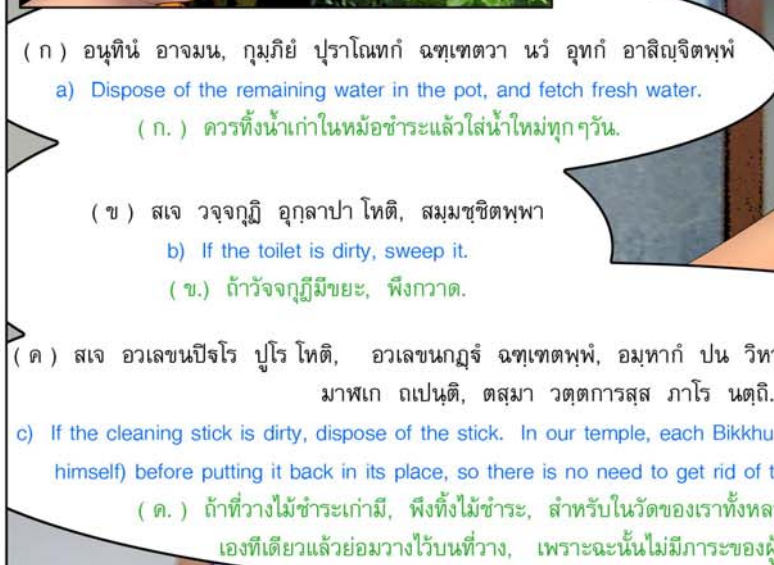 ( ก ) อนุทินํ อาจมน, กุมฺภิยํ ปุราโณทกํ ฉฑฺเฑตวา นวํ อุทกํ อาสิญฺจิตพฺพํ
a) Dispose of the remaining water in the pot, and fetch fresh water.
( ก. ) ควรทิ้งน้ำเก่าในหม้อชำระแล้วใส่น้ำใหม่ทุกๆวัน.
( ข ) สเจ วจฺจกุฏิ อุกฺลาปา โหติ, สมฺมชฺชิตพฺพา
b) If the toilet is dirty, sweep it.
( ข.) ถ้าวัจจกุฎีมีขยะ, พึงกวาด.
( ค ) สเจ อวเลขนปิธโร ปูโร โหติ, อวเลขนกฏฺฐํ ฉฑฺเฑตพฺพํ, อมฺหากํ ปน วิห
มาฬเก ถเปนฺติ, ตสฺมา วตฺตการสฺส ภาโร นตฺถิ.
c) If the cleaning stick is dirty, dispose of the stick. In our temple, each Bikkhu
himself) before putting it back in its place, so there is no need to get rid of
( ค. ) ถ้าที่วางไม้ชำระเก่ามี, พึงทิ้งไม้ชำระ, สำหรับในวัดของเราทั้งหล
เองทีเดียวแล้วย่อมวางไว้บนที่วาง, เพราะฉะนั้นไม่มีภาระของผู้